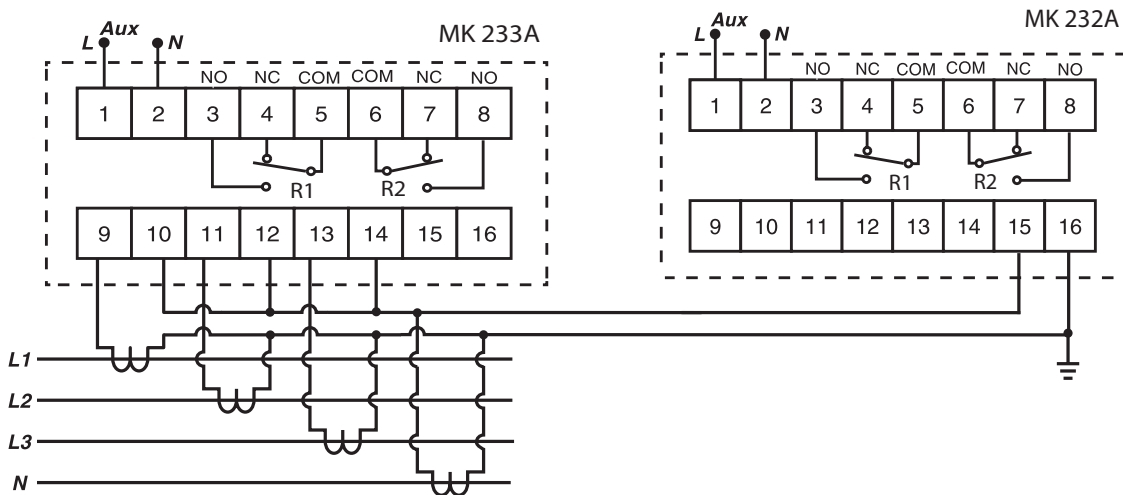 L Aux N MK 233A
NO NC COM COM NC NO
1 2 3 4 5 6 7 8
R1 R2
9 10 11 12 13 14 15 16
L Aux N MK 232A
NO NC COM COM NC NO
1 2 3 4 5 6 7 8
R1 R2
9 10 11 12 13 14 15 16
L1
L2
L3
N